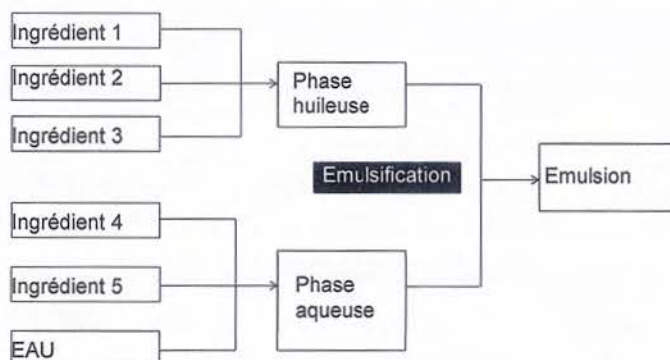 Ingrédient 1
Ingrédient 2
Ingrédient 3
Phase
huileuse
Emulsification
Emulsion
Ingrédient 4
Ingrédient 5
EAU
Phase
aqueuse